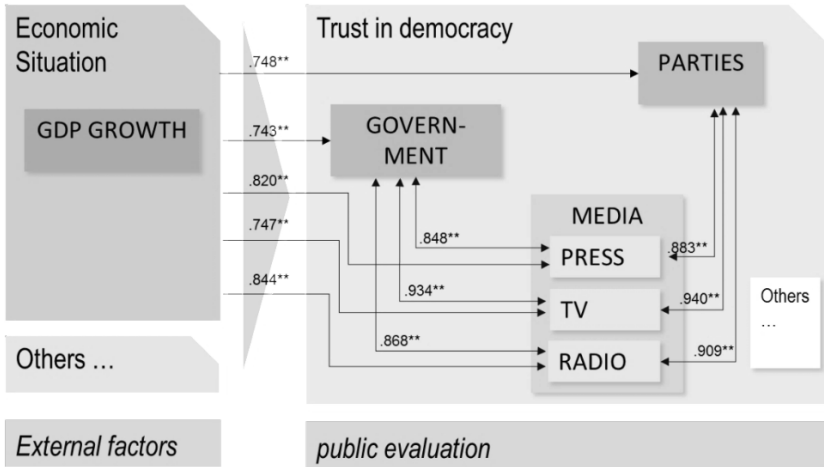 Economic
Situation
GDP GROWTH
Others …
External factors
.748**
.743**
.820**
.747**
.844**
Trust in democracy
PARTIES
GOVERN-
MENT
MEDIA
PRESS
TV
RADIO
.848**
.934**
.868**
.883**
.940**
.909**
Others
…
public evaluation